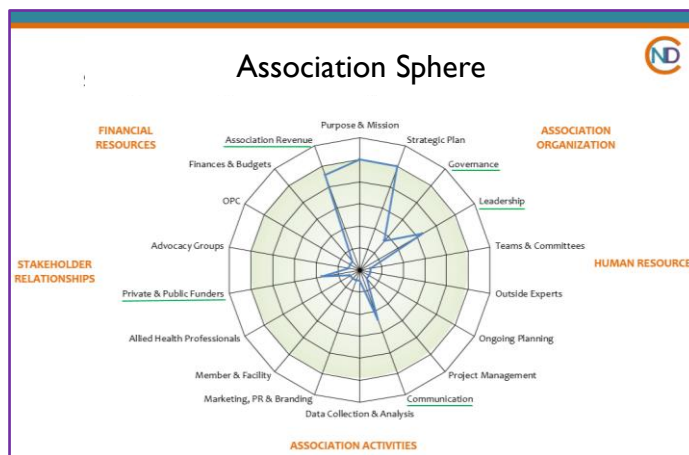 Association Sphere
CND
FINANCIAL
RESOURCES
ASSOCIATION
ORGANIZATION
HUMAN RESOURCE
ASSOCIATION ACTIVITIES
STAKEHOLDER
RELATIONSHIPS
Purpose & Mission
Strategic Plan
Governance
Leadership
Teams & Committees
Outside Experts
Ongoing Planning
Project Management
Communication
Data Collection & Analysis
Marketing, PR & Branding
Member & Facility
Allied Health Professionals
Private & Public Funders
Advocacy Groups
OPC
Finances & Budgets
Association Revenue